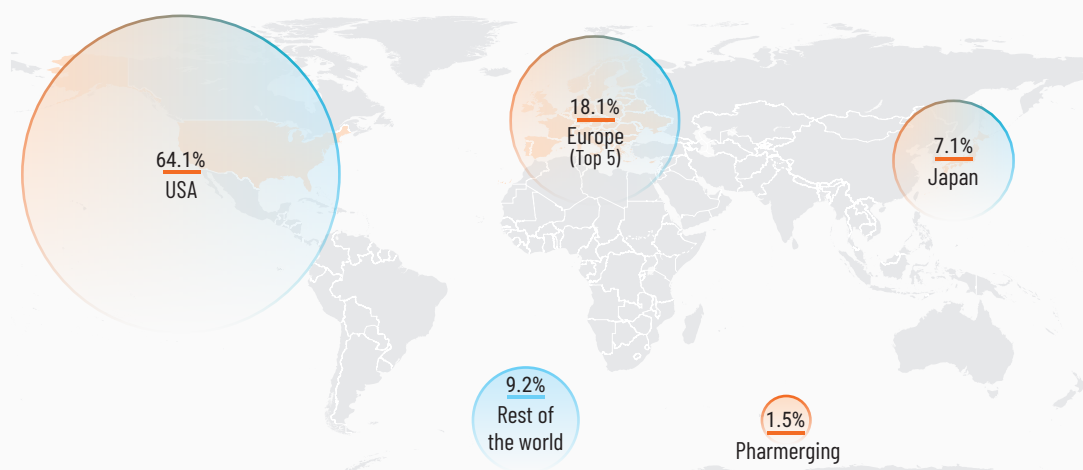 64.1%
USA
18.1%
Europe
(Top 5)
7.1%
Japan
9.2%
Rest of
the world
1.5%
Pharmerging